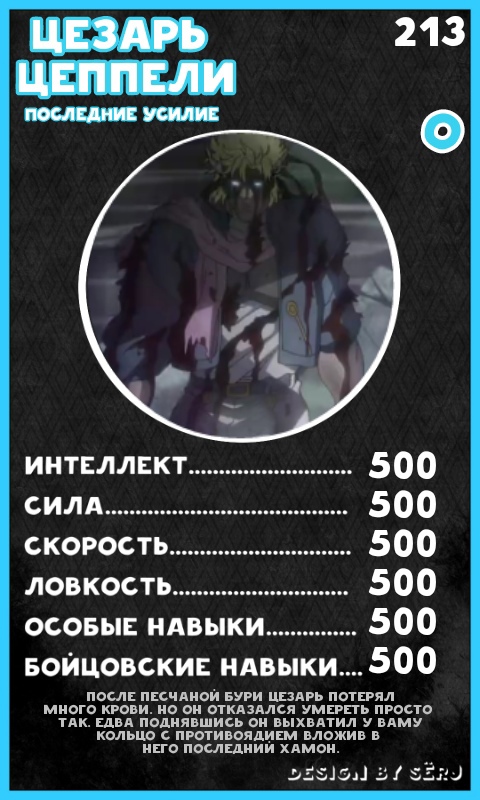 ЦЕЗАРЬ
ЦЕППЕЛИ
ПОСЛЕДНИЕ УСИЛИЕ
213
ИНТЕЛЛЕКТ............................ 500
СИЛА.......................................... 500
СКОРОСТЬ............................... 500
ЛОВКОСТЬ.............................. 500
ОСОБЫЕ НАВЫКИ............... 500
БОЙЦОВСКИЕ НАВЫКИ.... 500
ПОСЛЕ ПЕСЧАНОЙ БУРИ ЦЕЗАРЬ ПОТЕРЯЛ
МНОГО КРОВИ. НО ОН ОТКАЗАЛСЯ УМЕРЕТЬ ПРОСТО
ТАК. ЕДВА ПОДНЯВШИСЬ ОН ВЫХВАТИЛ У ВАМУ
КОЛЬЦО С ПРОТИВОЯДИЕМ ВЛОЖИВ В
НЕГО ПОСЛЕДНИЙ ХАМОН.
DESIGN BY SЁRJ